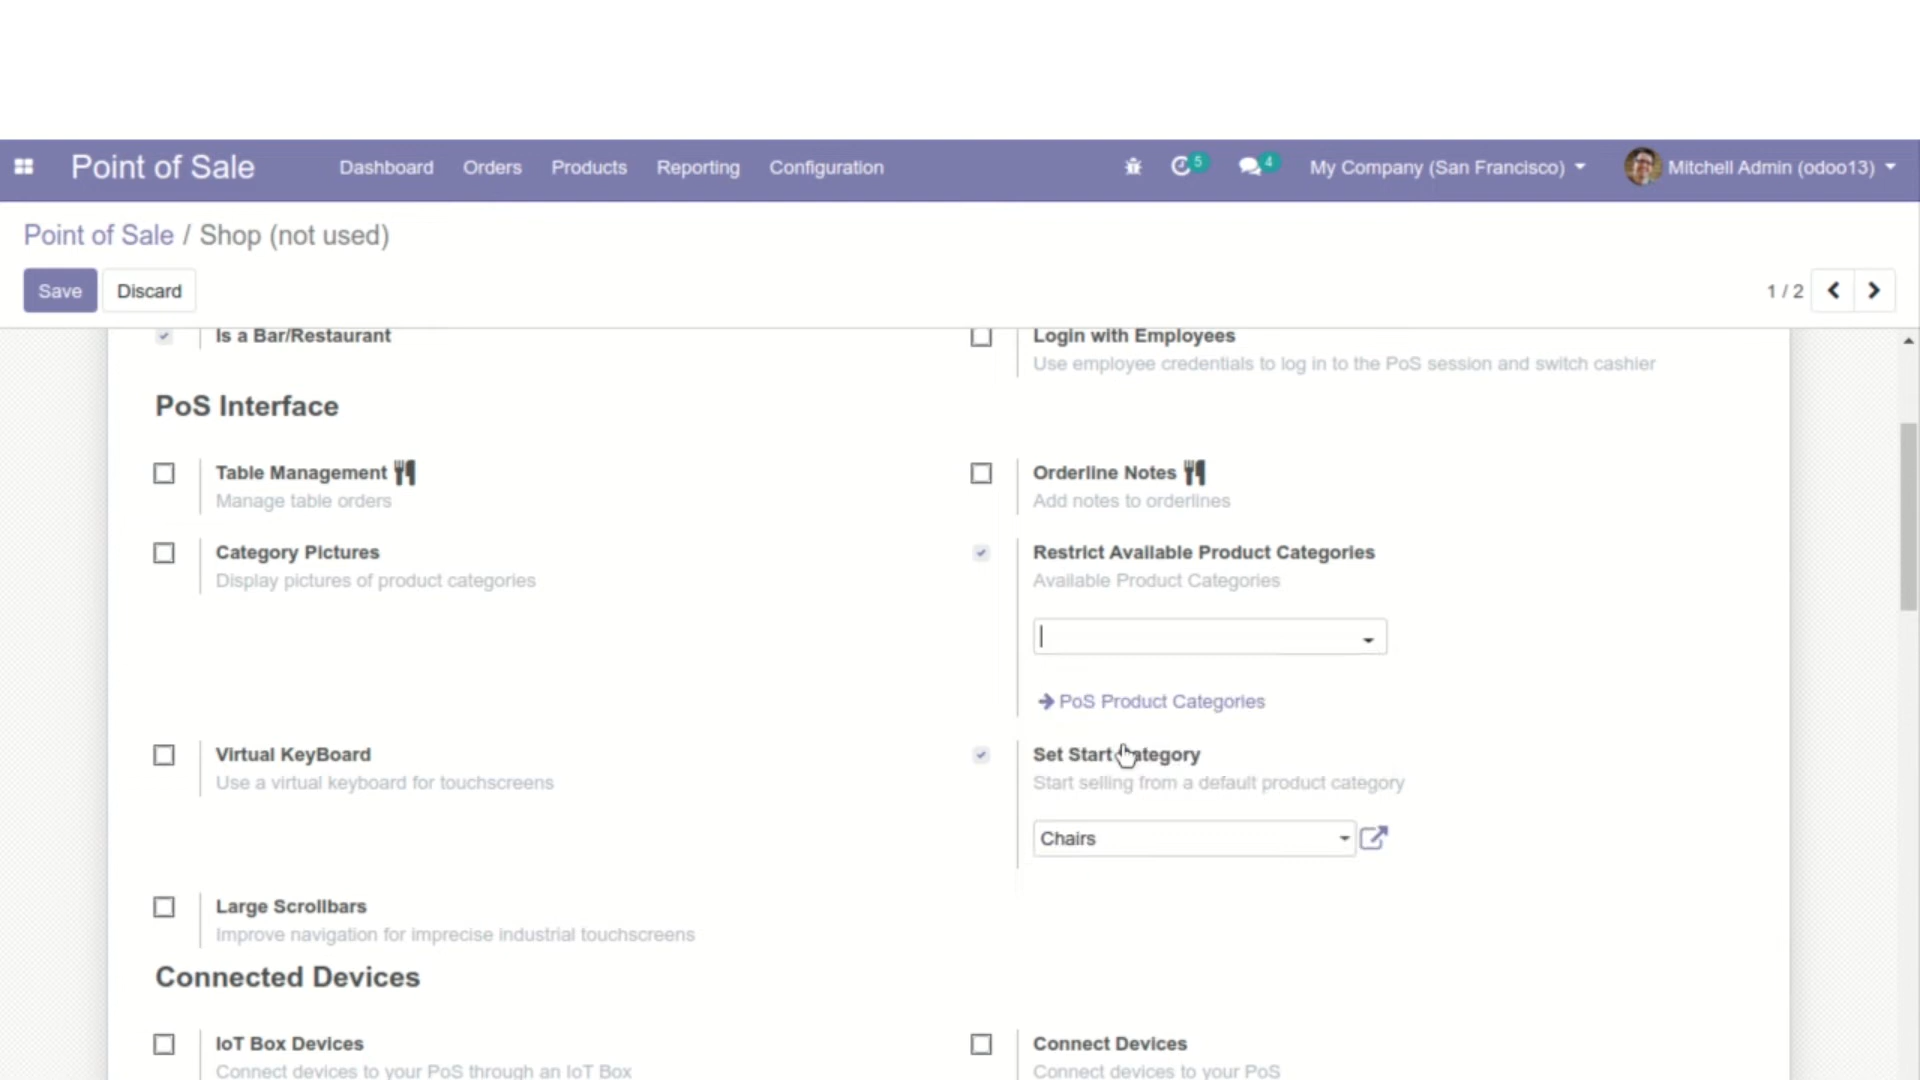 Point of Sale Dashboard Orders Products Reporting Configuration 5 4 My Company (San Francisco) Mitchell Admin (odoo13)
Point of Sale / Shop (not used)
Save Discard 1 / 2
Is a Bar/Restaurant
Login with Employees
Use employee credentials to log in to the PoS session and switch cashier
PoS Interface
Table Management
Manage table orders
Orderline Notes
Add notes to orderlines
Category Pictures
Display pictures of product categories
Restrict Available Product Categories
Available Product Categories
PoS Product Categories
Virtual KeyBoard
Use a virtual keyboard for touchscreens
Set Start Category
Start selling from a default product category
Chairs
Large Scrollbars
Improve navigation for imprecise industrial touchscreens
Connected Devices
IoT Box Devices
Connect devices to your PoS through an IoT Box
Connect Devices
Connect devices to your PoS